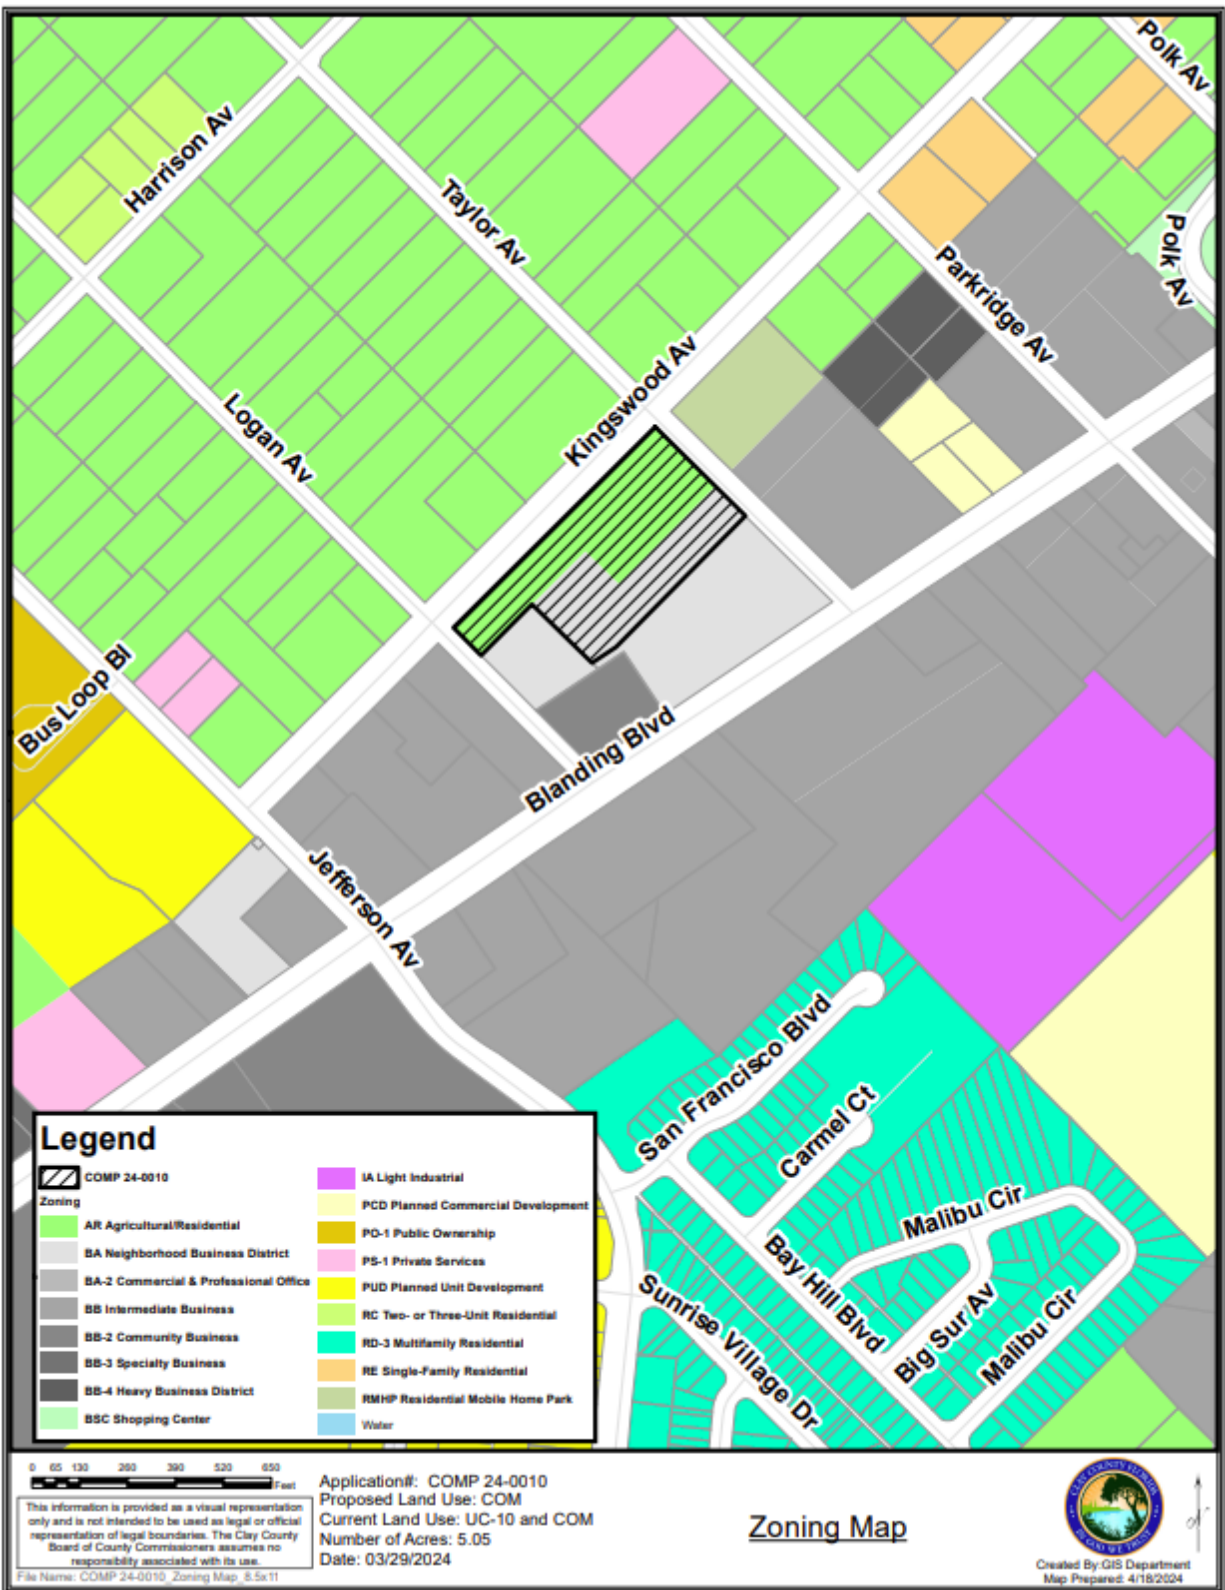 Polk Av
Harrison Av
Taylor Av
Polk Av
Parkridge Av
Kingswood Av
Logan Av
Bus Loop Bl
Blanding Blvd
Jefferson Av
San Francisco Blvd
Carmel Ct
Malibu Cir
Bay Hill Blvd
Sunrise Village Dr
Big Sur Av
Malibu Cir
Legend
COMP 24-0010
Zoning
AR Agricultural/Residential
BA Neighborhood Business District
BA-2 Commercial & Professional Office
BB Intermediate Business
BB-2 Community Business
BB-3 Specialty Business
BB-4 Heavy Business District
BSC Shopping Center
IA Light Industrial
PCD Planned Commercial Development
PO-1 Public Ownership
PS-1 Private Services
PUD Planned Unit Development
RC Two- or Three-Unit Residential
RD-3 Multifamily Residential
RE Single-Family Residential
RMHP Residential Mobile Home Park
Water
0 65 130 260 390 520 650
Feet
This information is provided as a visual representation
only and is not intended to be used as legal or official
representation of legal boundaries. The Clay County
Board of County Commissioners assumes no
responsibility associated with its use.
File Name: COMP 24-0010_Zoning Map_8.5x11
Application#: COMP 24-0010
Proposed Land Use: COM
Current Land Use: UC-10 and COM
Number of Acres: 5.05
Date: 03/29/2024
Zoning Map
CLAY COUNTY FLORIDA
IN GOD WE TRUST
Created By:GIS Department
Map Prepared: 4/18/2024